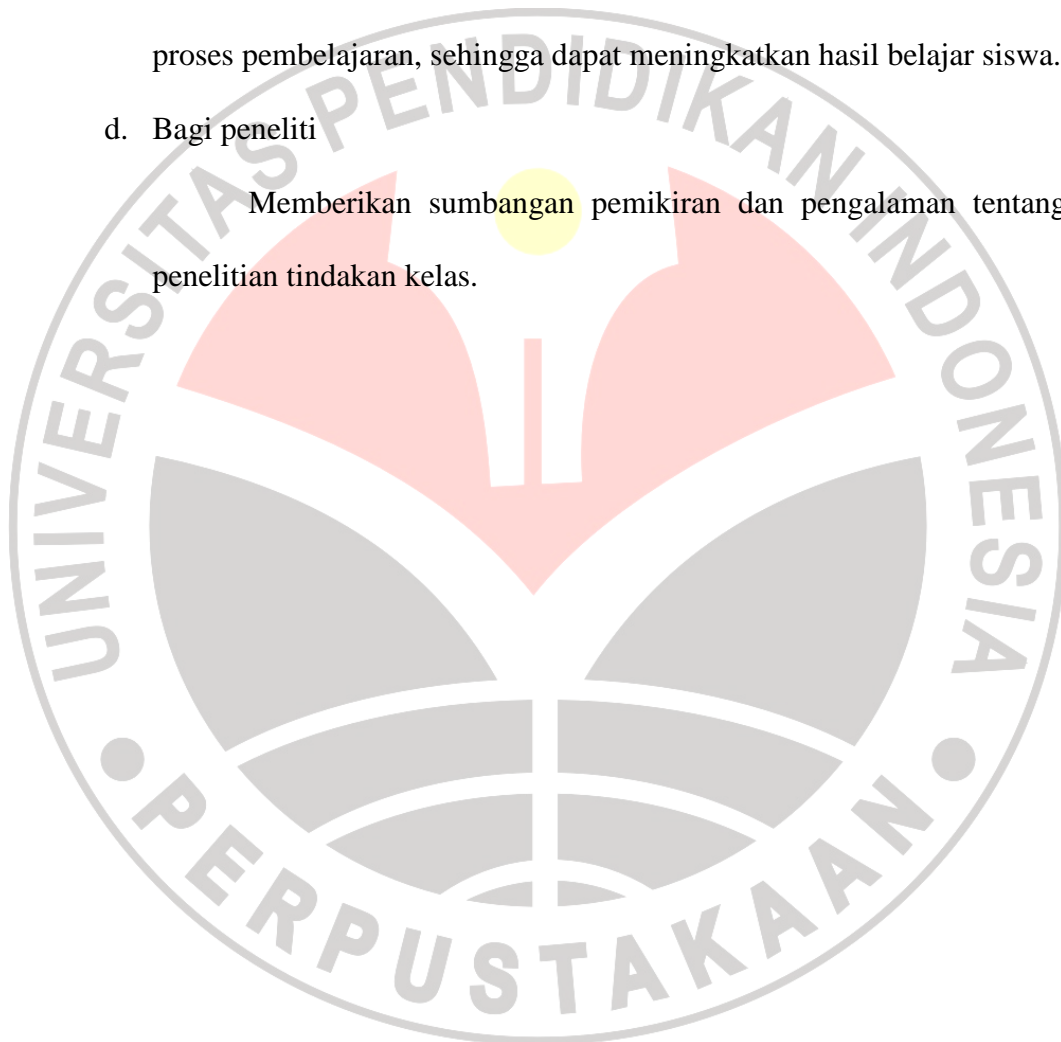 proses pembelajaran, sehingga dapat meningkatkan hasil belajar siswa.
d. Bagi peneliti
Memberikan sumbangan pemikiran dan pengalaman tentang
penelitian tindakan kelas.
UNIVERSITAS PENDIDIKAN INDONESIA
PERPUSTAKAAN